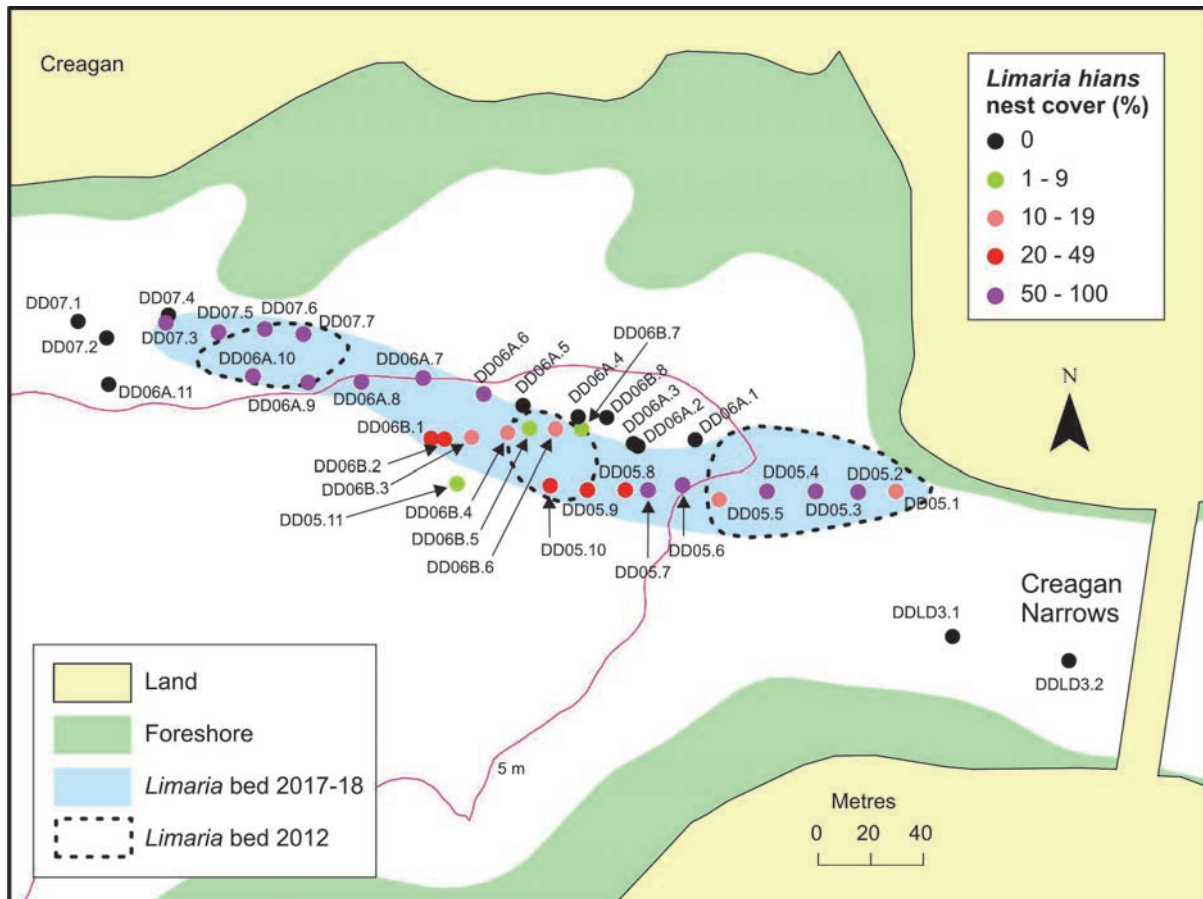 Creagan
Limaria hians
nest cover (%)
0
1 - 9
10 - 19
20 - 49
50 - 100
DD07.1
DD07.2
DD07.4
DD07.3
DD07.5
DD07.6
DD07.7
DD06A.11
DD06A.10
DD06A.9
DD06A.8
DD06A.7
DD06A.6
DD06A.5
DD06A.4
DD06B.7
DD06B.8
DD06A.3
DD06A.2
DD06A.1
N
DD06B.1
DD06B.2
DD06B.3
DD05.11
DD06B.4
DD06B.5
DD06B.6
DD05.8
DD05.9
DD05.10
DD05.7
DD05.6
DD05.5
DD05.4
DD05.3
DD05.2
DD05.1
DDLD3.1
Creagan
Narrows
DDLD3.2
5 m
Land
Foreshore
Limaria bed 2017-18
Limaria bed 2012
Metres
0 20 40